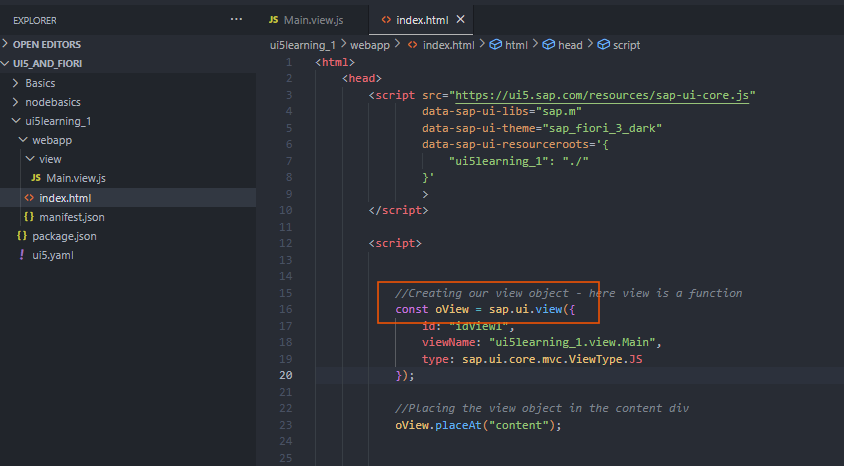 EXPLORER
OPEN EDITORS
UI5_AND_FIORI
Basics
nodebasics
ui5learning_1
webapp
view
JS Main.view.js
<> index.html
{} manifest.json
{} package.json
! ui5.yaml
JS Main.view.js
<> index.html
ui5learning_1 > webapp > <> index.html > html > head > script
1 <html>
2 <head>
3 <script src="https://ui5.sap.com/resources/sap-ui-core.js"
4 data-sap-ui-libs="sap.m"
5 data-sap-ui-theme="sap_fiori_3_dark"
6 data-sap-ui-resourceroots='{
7 "ui5learning_1": "./"
8 }'
9 >
10 </script>
11
12 <script>
13
14
15 //Creating our view object - here view is a function
16 const oView = sap.ui.view({
17 id: "idView1",
18 viewName: "ui5learning_1.view.Main",
19 type: sap.ui.core.mvc.ViewType.JS
20 });
21
22 //Placing the view object in the content div
23 oView.placeAt("content");
24
25